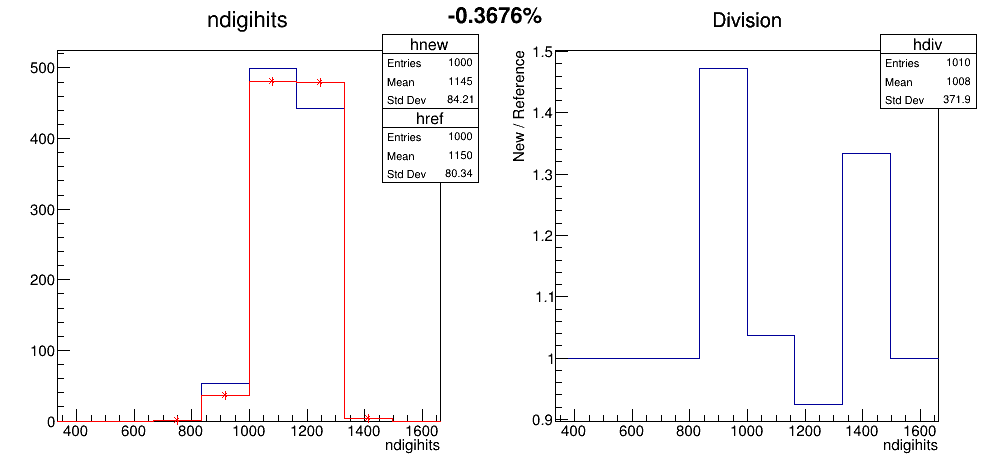 -0.3676%
ndigihits
hnew
Entries 1000
Mean 1145
Std Dev 84.21
href
Entries 1000
Mean 1150
Std Dev 80.34
500
400
300
200
100
0
400 600 800 1000 1200 1400 1600
ndigihits
Division
hdiv
Entries 1010
Mean 1008
Std Dev 371.9
New / Reference
1.5
1.4
1.3
1.2
1.1
1
0.9
400 600 800 1000 1200 1400 1600
ndigihits